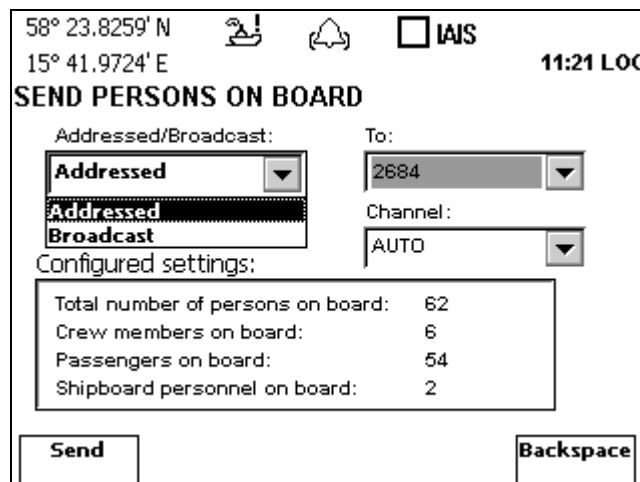 58° 23.8259' N
IAIS
15° 41.9724' E
11:21 LOC
SEND PERSONS ON BOARD
Addressed/Broadcast:
To:
Addressed
2684
Addressed
Broadcast
Channel:
AUTO
Configured settings:
Total number of persons on board: 62
Crew members on board: 6
Passengers on board: 54
Shipboard personnel on board: 2
Send
Backspace